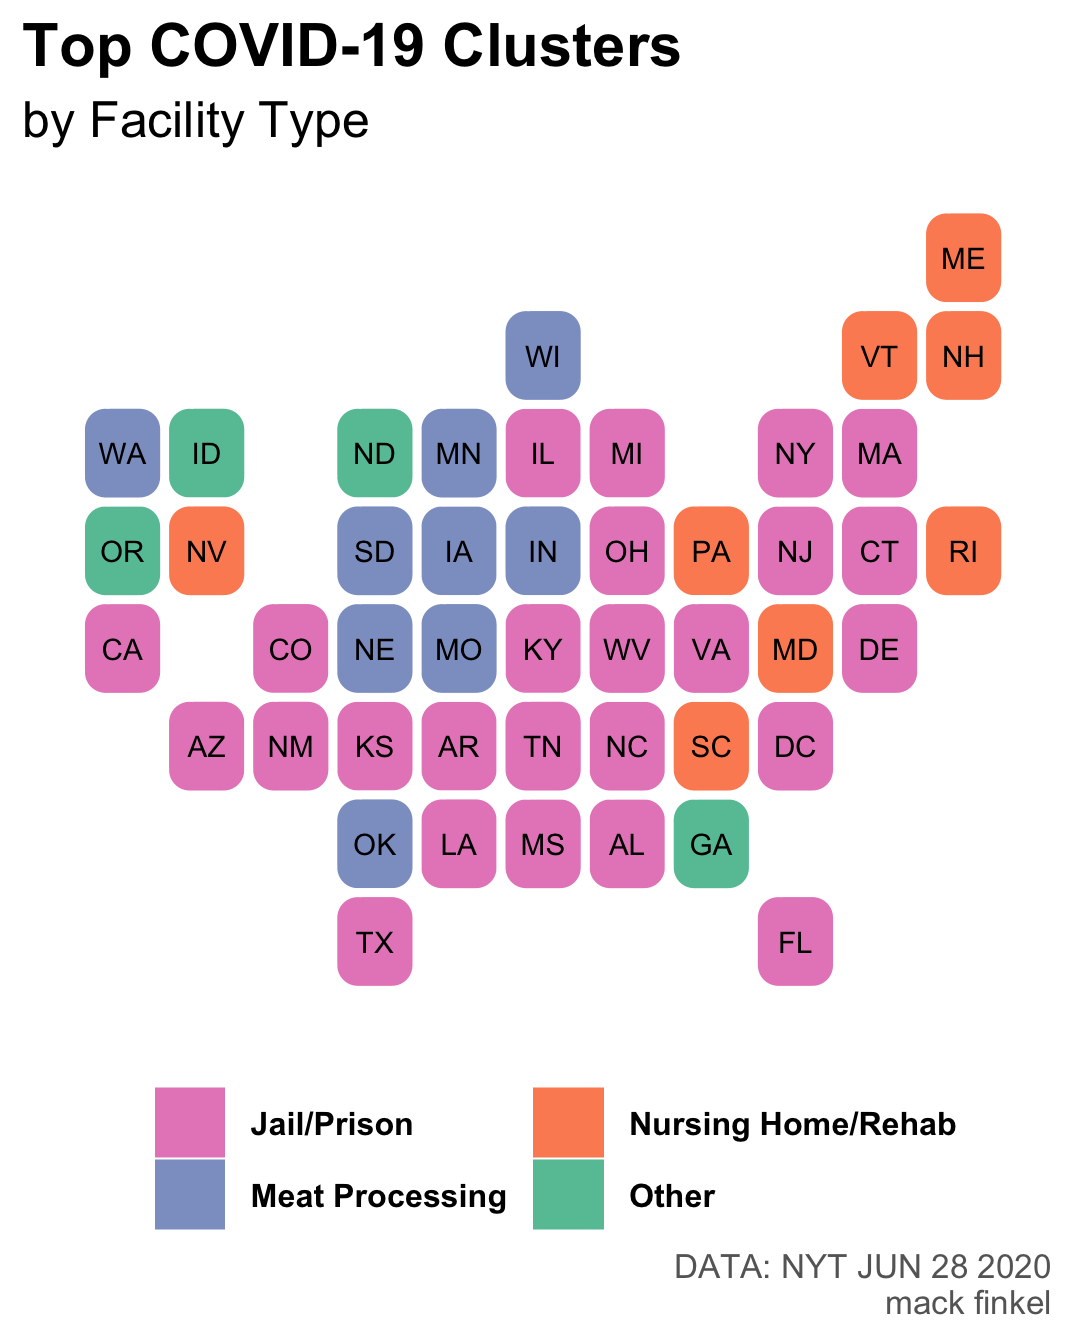 Top COVID-19 Clusters
by Facility Type
ME
WI VT NH
WA ID ND MN IL MI NY MA
OR NV SD IA IN OH PA NJ CT RI
CA CO NE MO KY WV VA MD DE
AZ NM KS AR TN NC SC DC
OK LA MS AL GA
TX FL
Jail/Prison Nursing Home/Rehab
Meat Processing Other
DATA: NYT JUN 28 2020
mack finkel